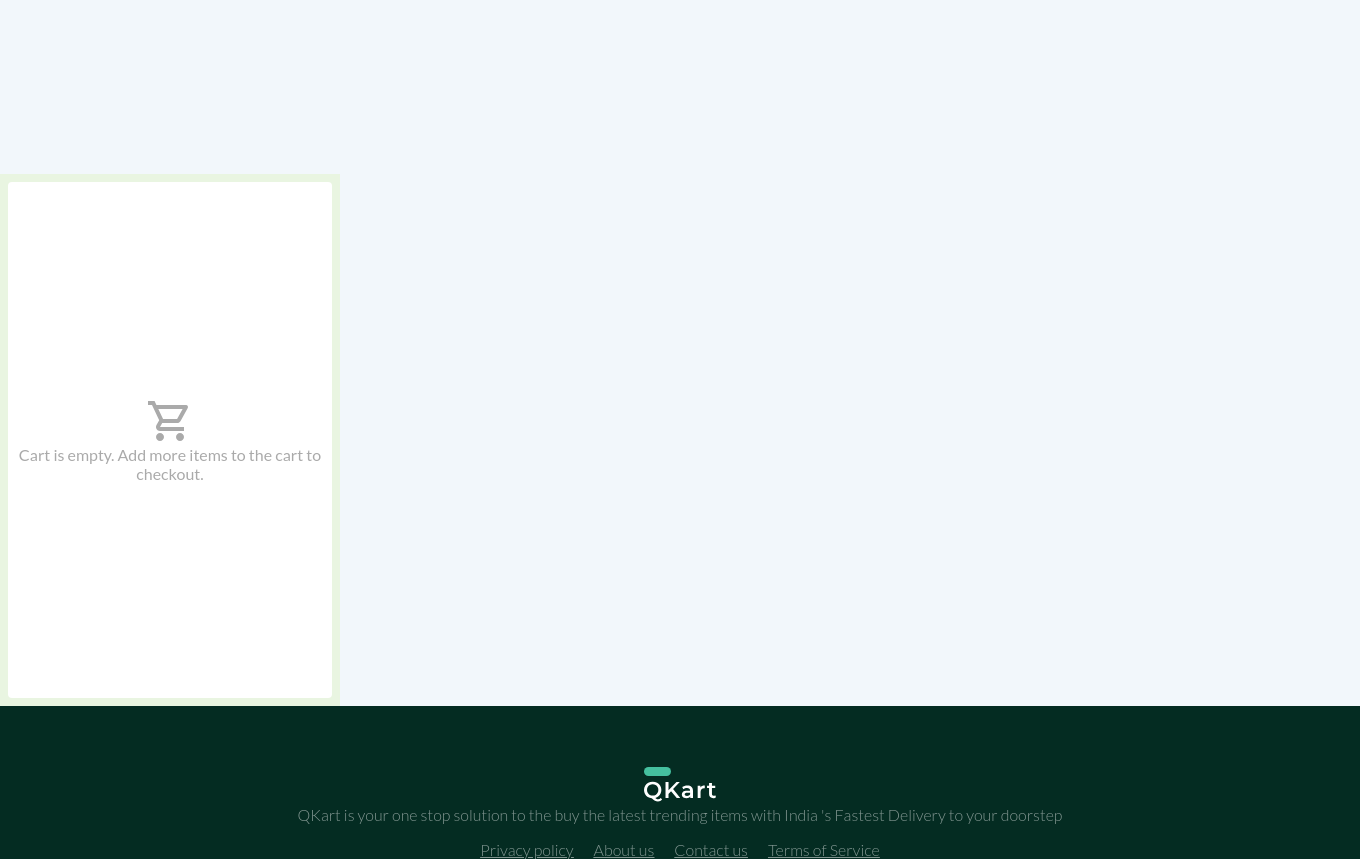 Cart is empty. Add more items to the cart to
checkout.
QKart
QKart is your one stop solution to the buy the latest trending items with India 's Fastest Delivery to your doorstep
Privacy policy About us Contact us Terms of Service